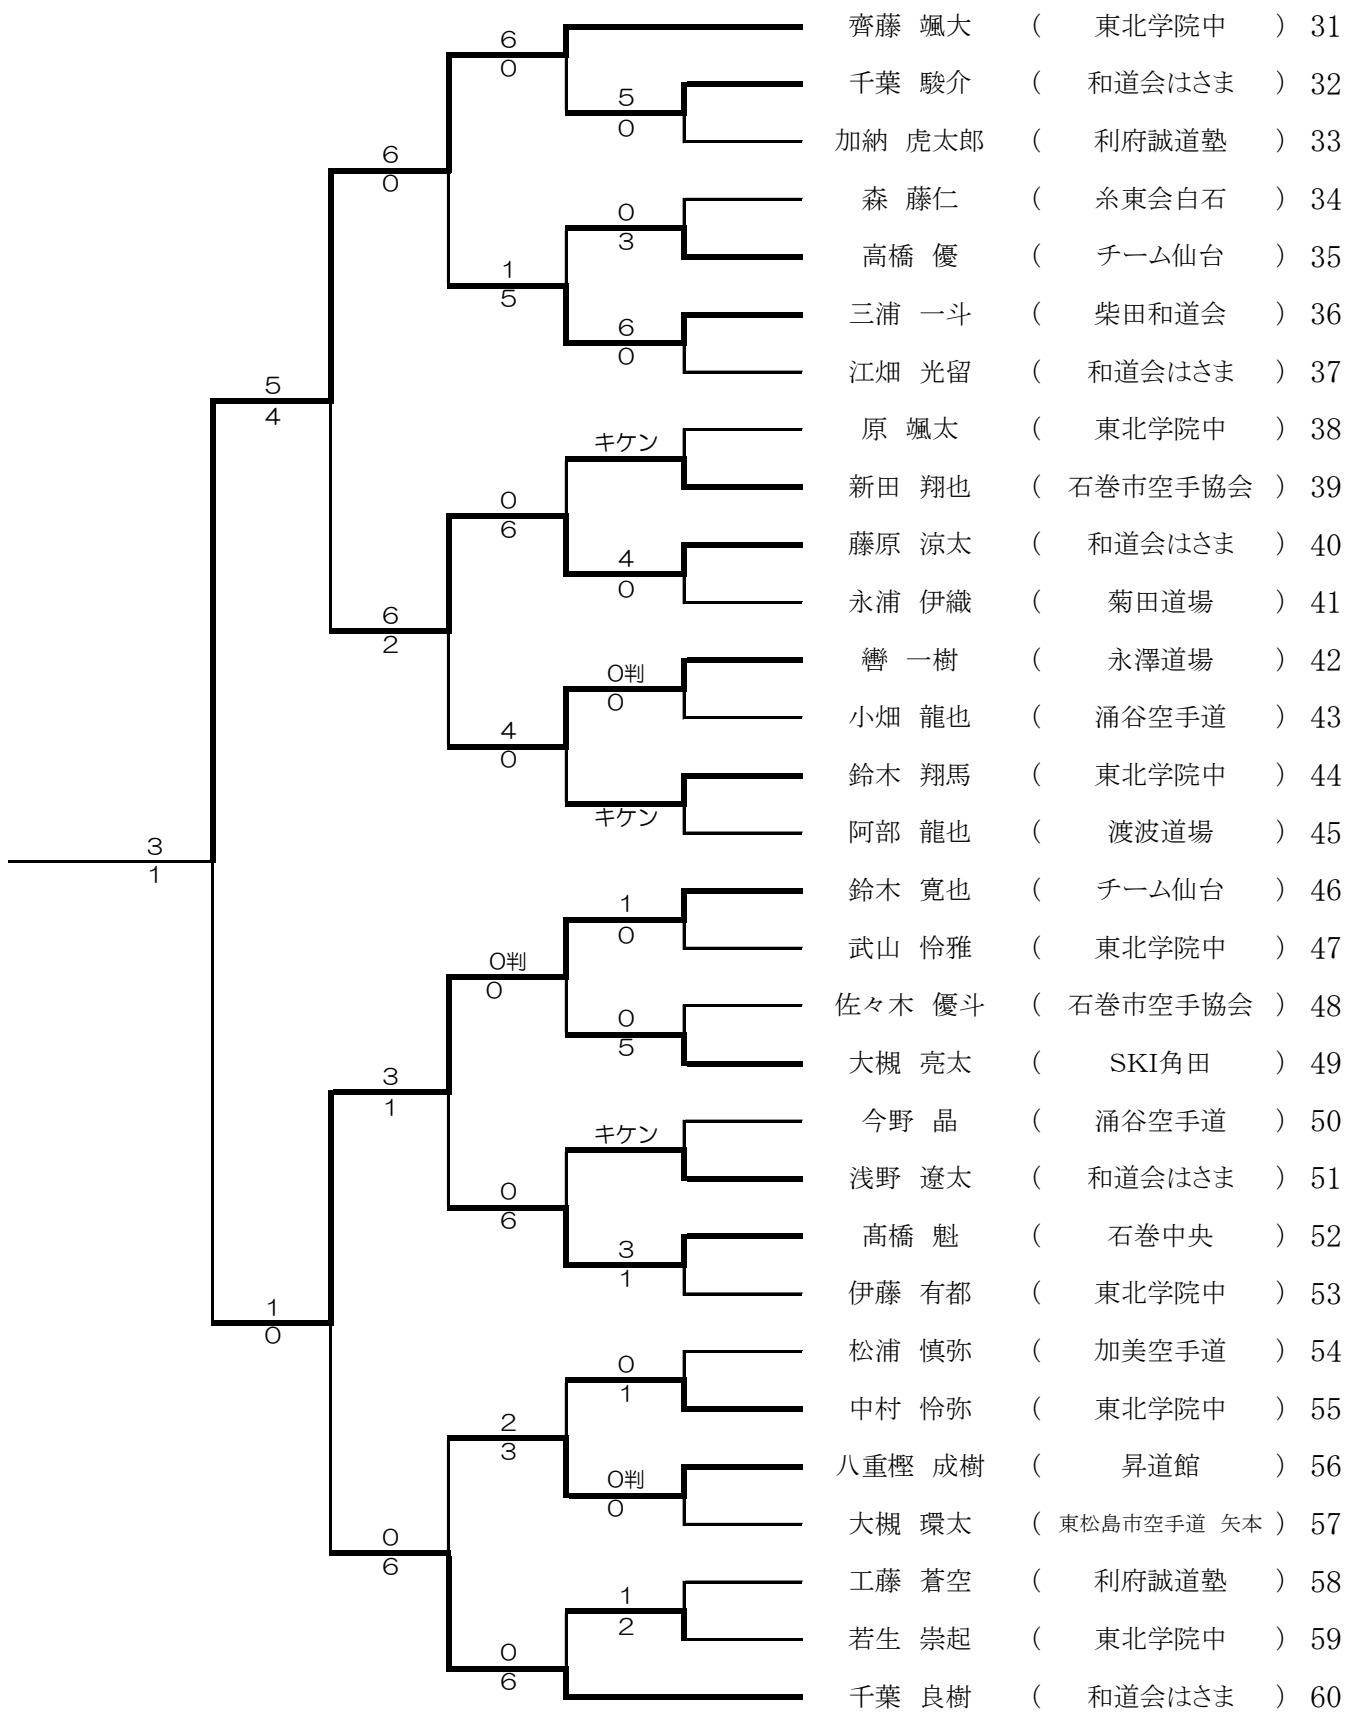 齊藤 颯大 ( 東北学院中 ) 31
6
0
千葉 駿介 ( 和道会はさま ) 32
5
0
加納 虎太郎 ( 利府誠道塾 ) 33
6
0
森 藤仁 ( 糸東会白石 ) 34
0
3
高橋 優 ( チーム仙台 ) 35
1
5
三浦 一斗 ( 柴田和道会 ) 36
6
0
江畑 光留 ( 和道会はさま ) 37
5
4
原 颯太 ( 東北学院中 ) 38
キケン
新田 翔也 ( 石巻市空手協会 ) 39
0
6
藤原 涼太 ( 和道会はさま ) 40
4
0
永浦 伊織 ( 菊田道場 ) 41
6
2
轡 一樹 ( 永澤道場 ) 42
0判
0
小畑 龍也 ( 涌谷空手道 ) 43
4
0
鈴木 翔馬 ( 東北学院中 ) 44
キケン
阿部 龍也 ( 渡波道場 ) 45
3
1
鈴木 寛也 ( チーム仙台 ) 46
1
0
武山 怜雅 ( 東北学院中 ) 47
0判
0
佐々木 優斗 ( 石巻市空手協会 ) 48
0
5
大槻 亮太 ( SKI角田 ) 49
3
1
今野 晶 ( 涌谷空手道 ) 50
キケン
浅野 遼太 ( 和道会はさま ) 51
0
6
髙橋 魁 ( 石巻中央 ) 52
3
1
伊藤 有都 ( 東北学院中 ) 53
1
0
松浦 慎弥 ( 加美空手道 ) 54
0
1
中村 怜弥 ( 東北学院中 ) 55
2
3
八重樫 成樹 ( 昇道館 ) 56
0判
0
大槻 環太 ( 東松島市空手道 矢本 ) 57
0
6
工藤 蒼空 ( 利府誠道塾 ) 58
1
2
若生 崇起 ( 東北学院中 ) 59
0
6
千葉 良樹 ( 和道会はさま ) 60